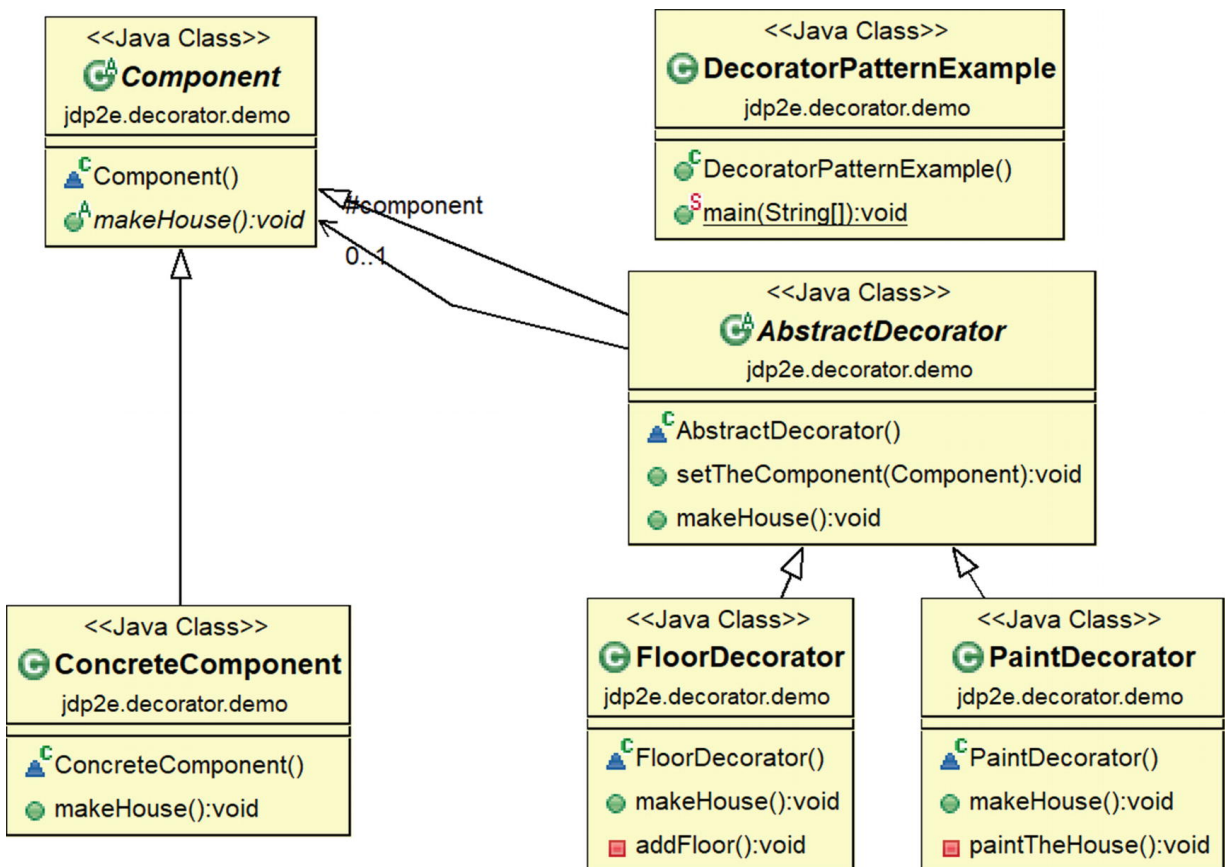 <<Java Class>>
Component
jdp2e.decorator.demo
Component()
makeHouse():void
<<Java Class>>
DecoratorPatternExample
jdp2e.decorator.demo
DecoratorPatternExample()
main(String[]):void
#component
0..1
<<Java Class>>
AbstractDecorator
jdp2e.decorator.demo
AbstractDecorator()
setTheComponent(Component):void
makeHouse():void
<<Java Class>>
ConcreteComponent
jdp2e.decorator.demo
ConcreteComponent()
makeHouse():void
<<Java Class>>
FloorDecorator
jdp2e.decorator.demo
FloorDecorator()
makeHouse():void
addFloor():void
<<Java Class>>
PaintDecorator
jdp2e.decorator.demo
PaintDecorator()
makeHouse():void
paintTheHouse():void